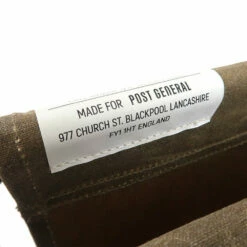 MADE FOR POST GENERAL
977 CHURCH ST. BLACKPOOL LANCASHIRE
FY1 1HT ENGLAND